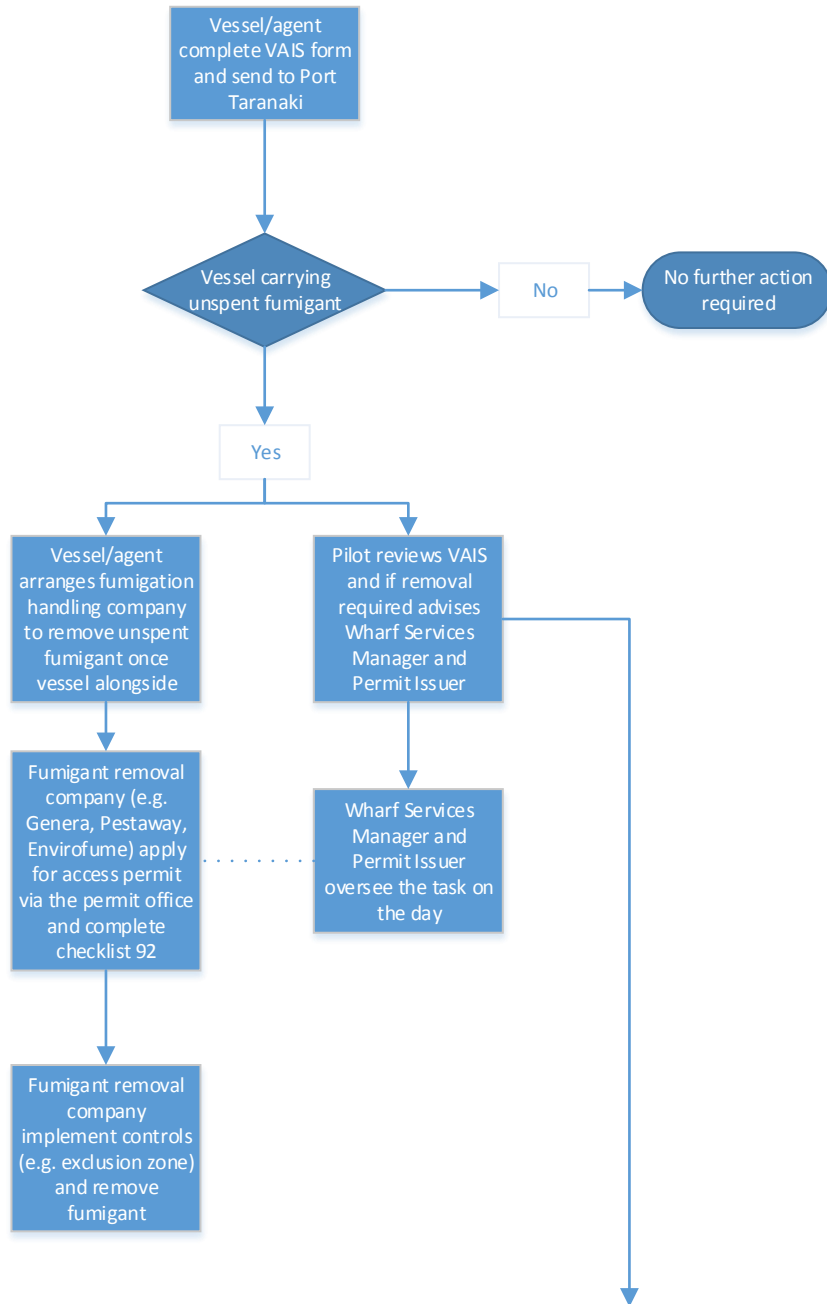 Vessel/agent
complete VAIS form
and send to Port
Taranaki
Vessel carrying
unspent fumigant
No
No further action
required
Yes
Vessel/agent
arranges fumigation
handling company
to remove unspent
fumigant once
vessel alongside
Pilot reviews VAIS
and if removal
required advises
Wharf Services
Manager and
Permit Issuer
Fumigant removal
company (e.g.
Genera, Pestaway,
Envirofume) apply
for access permit
via the permit office
and complete
checklist 92
Wharf Services
Manager and
Permit Issuer
oversee the task on
the day
Fumigant removal
company
implement controls
(e.g. exclusion zone)
and remove
fumigant